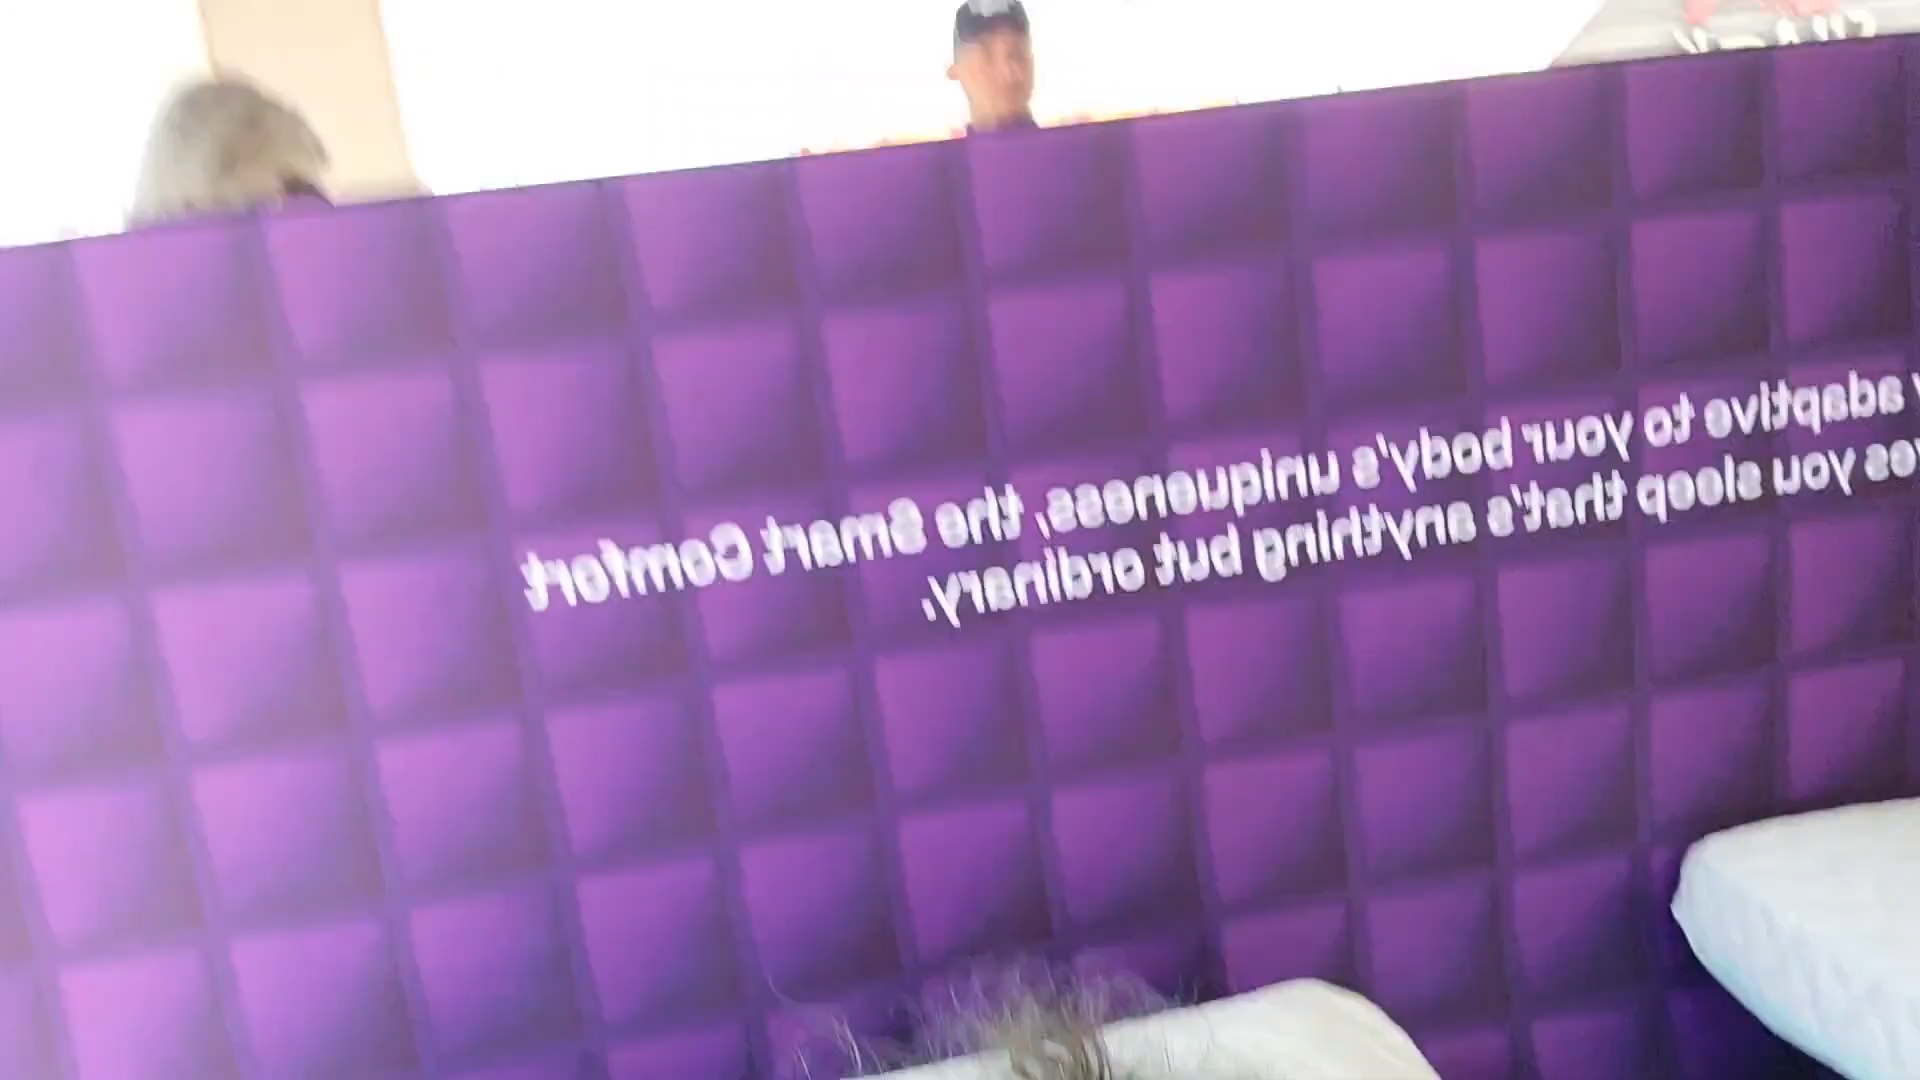 adaptive to your body's uniqueness, the Smart Comfort
you sleep that's anything but ordinary.